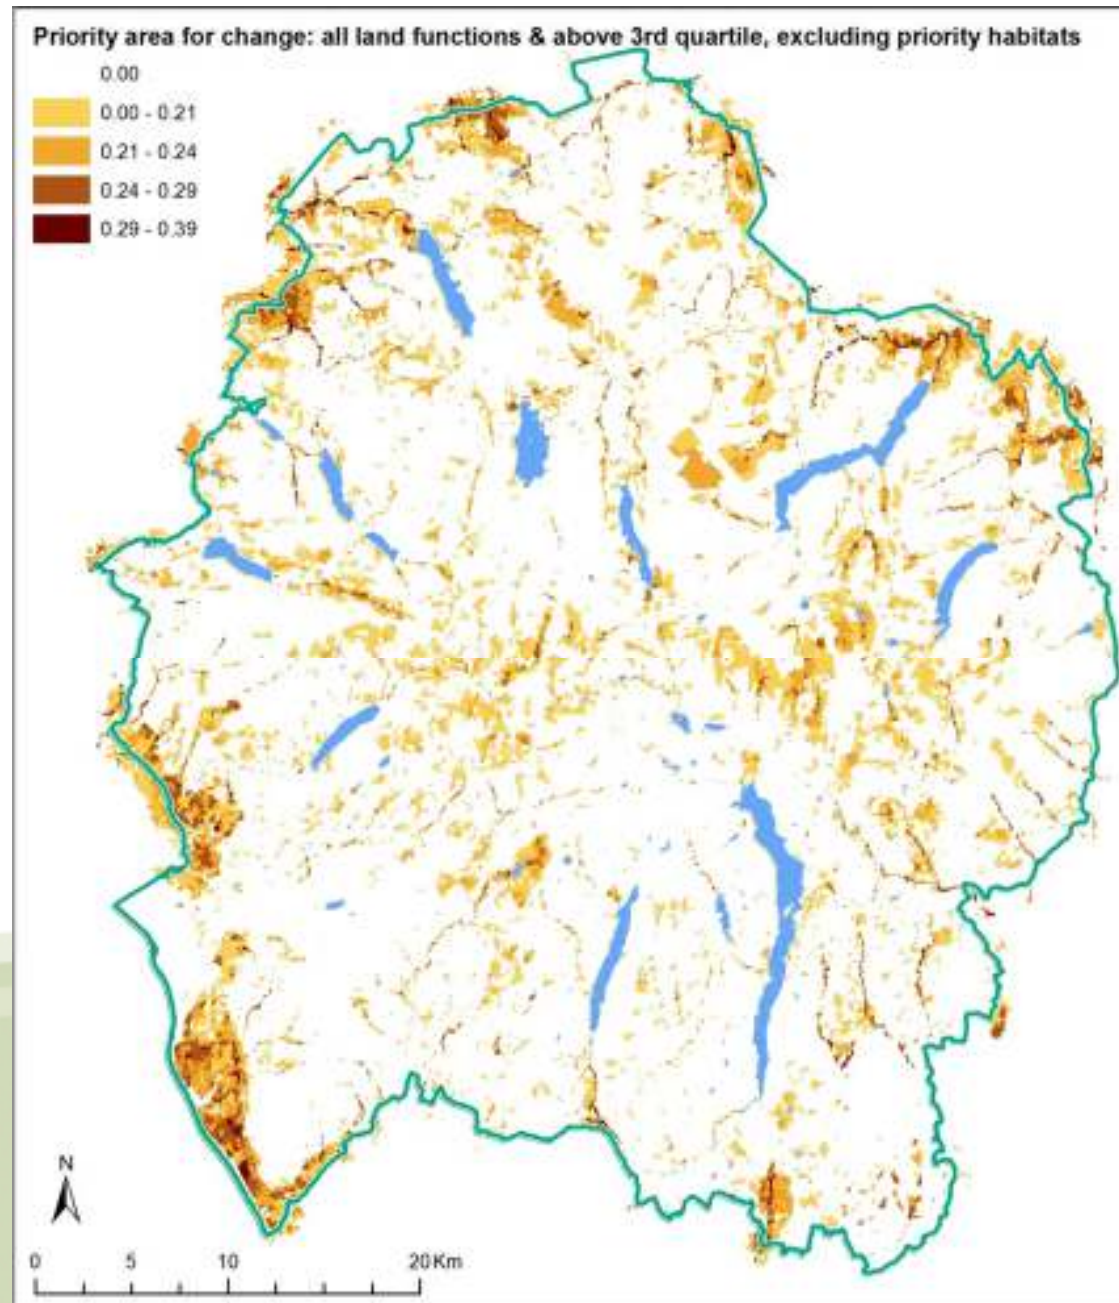 Priority area for change: all land functions & above 3rd quartile, excluding priority habitats
0.00
0.00 - 0.21
0.21 - 0.24
0.24 - 0.29
0.29 - 0.39
N
0 5 10 20 Km